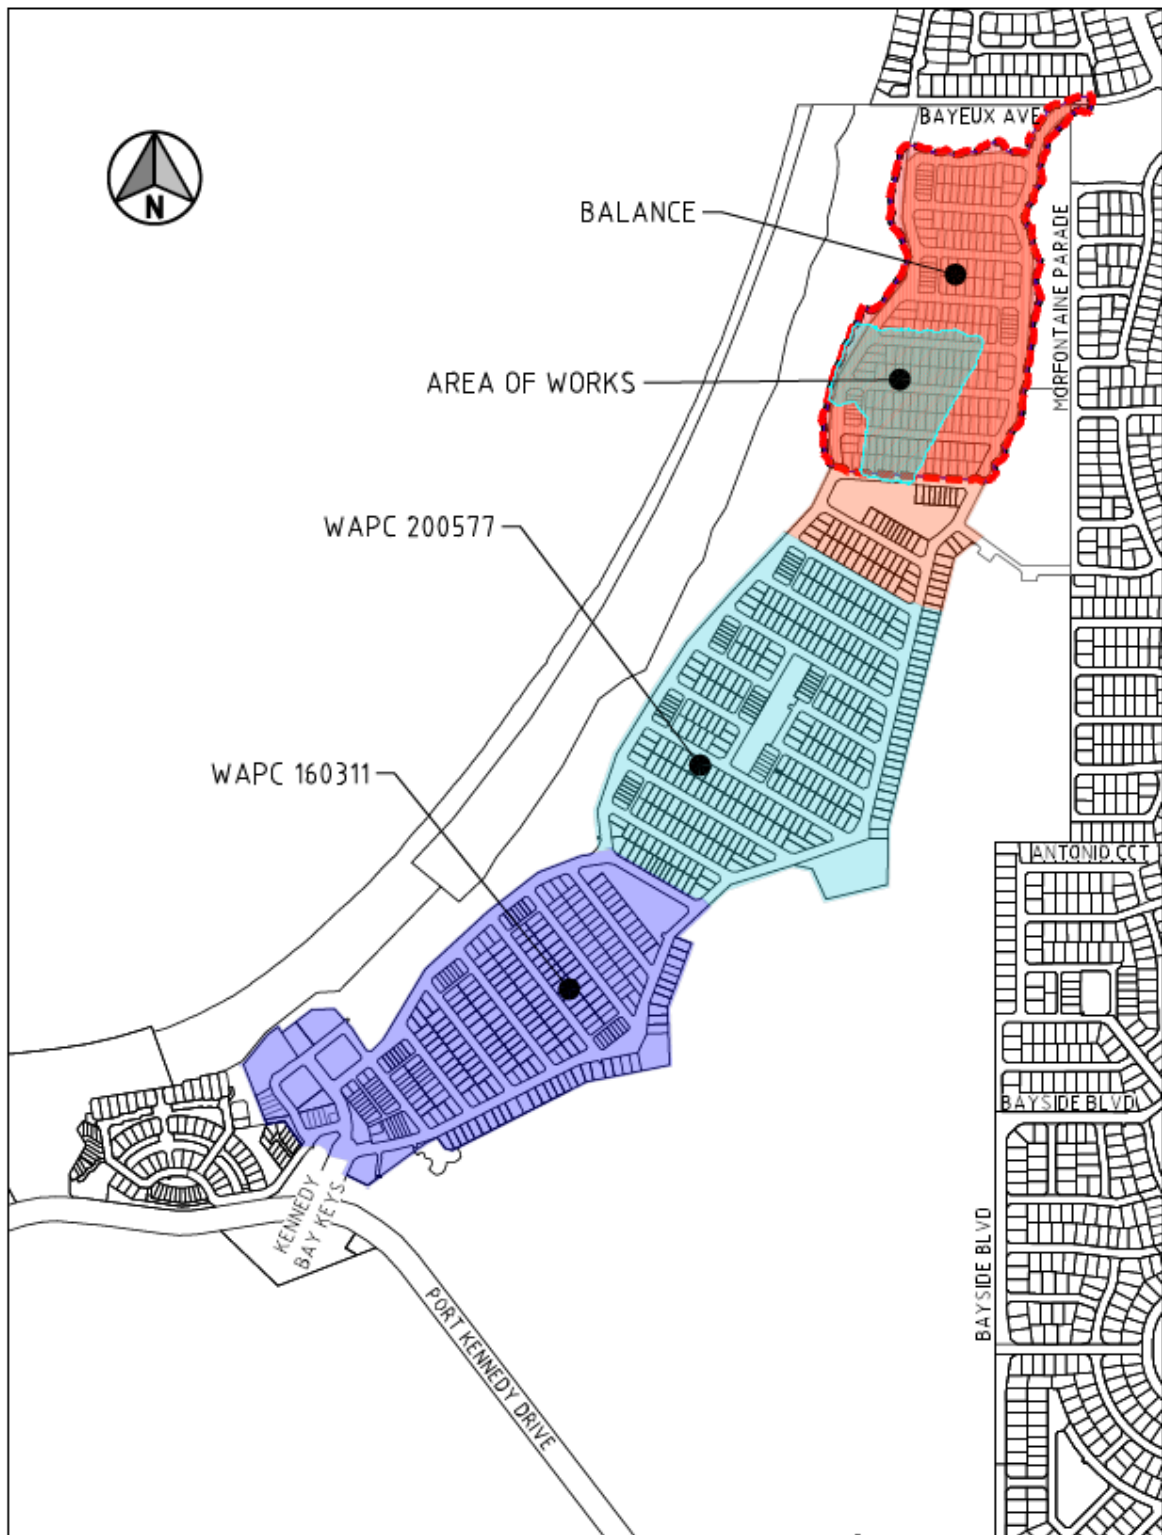 BAYEUX AVE
N
BALANCE
MORFONTAINE PARADE
AREA OF WORKS
WAPC 200577
WAPC 160311
ANTONIO CCT
BAYSIDE BLVD
KENNEDY
BAY KEYS
BAYSIDE BLVD
PORT KENNEDY DRIVE